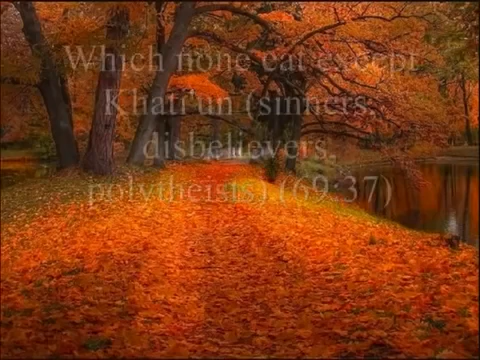 Which none eat except
Khati'un (sinners,
disbelievers,
polytheists).(69:37)